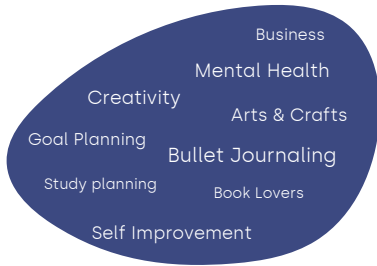 Business
Mental Health
Creativity
Arts & Crafts
Goal Planning
Bullet Journaling
Study planning
Book Lovers
Self Improvement